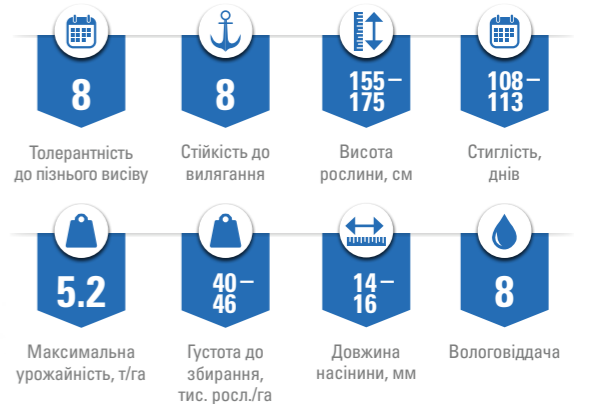 8
Толерантність
до пізнього висіву
8
Стійкість до
вилягання
155–
175
Висота
рослини, см
108–
113
Стиглість,
днів
5.2
Максимальна
урожайність, т/га
40–
46
Густота до
збирання,
тис. росл./га
14–
16
Довжина
насінини, мм
8
Вологовіддача